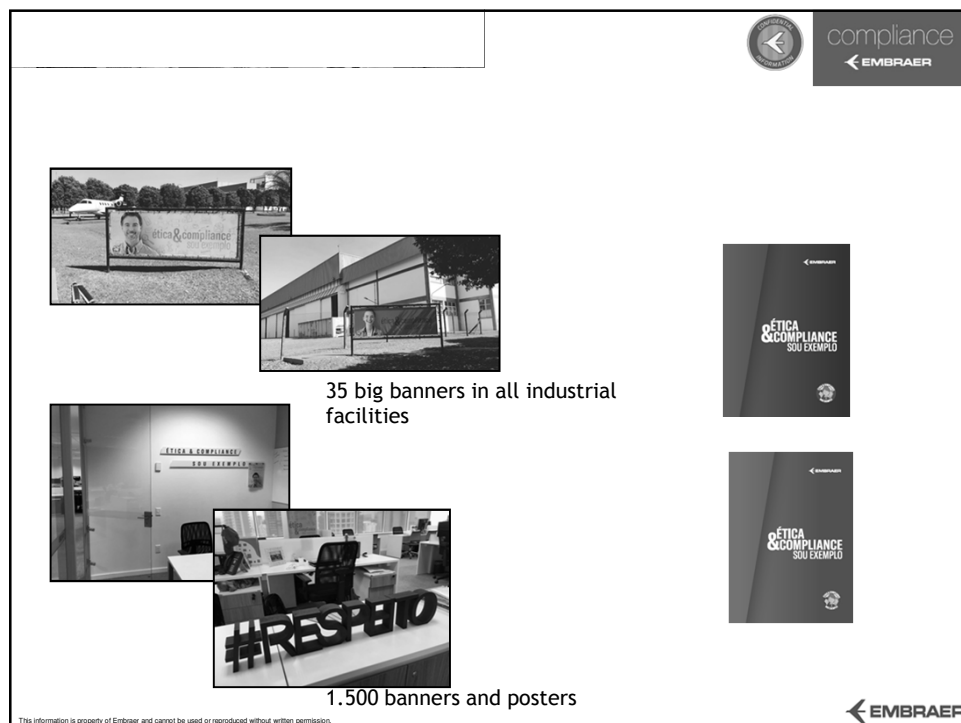 CONFIDENTIAL
INFORMATION
compliance
EMBRAER
ética&compliance
sou exemplo
35 big banners in all industrial
facilities
ÉTICA & COMPLIANCE
SOU EXEMPLO
#RESPEITO
1.500 banners and posters
EMBRAER
ÉTICA
&COMPLIANCE
SOU EXEMPLO
EMBRAER
ÉTICA
&COMPLIANCE
SOU EXEMPLO
This information is property of Embraer and cannot be used or reproduced without written permission.
EMBRAER